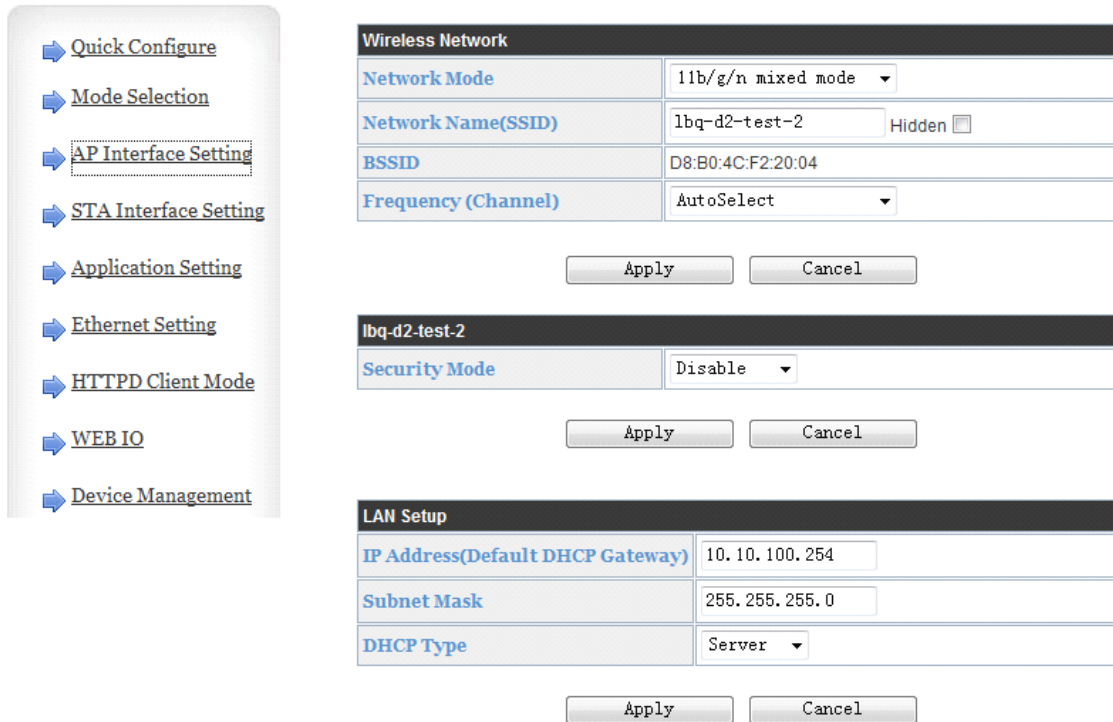 Quick Configure
Mode Selection
AP Interface Setting
STA Interface Setting
Application Setting
Ethernet Setting
HTTPD Client Mode
WEB IO
Device Management
Wireless Network
Network Mode 11b/g/n mixed mode
Network Name(SSID) lbq-d2-test-2 Hidden
BSSID D8:B0:4C:F2:20:04
Frequency (Channel) AutoSelect
Apply Cancel
lbq-d2-test-2
Security Mode Disable
Apply Cancel
LAN Setup
IP Address(Default DHCP Gateway) 10.10.100.254
Subnet Mask 255.255.255.0
DHCP Type Server
Apply Cancel